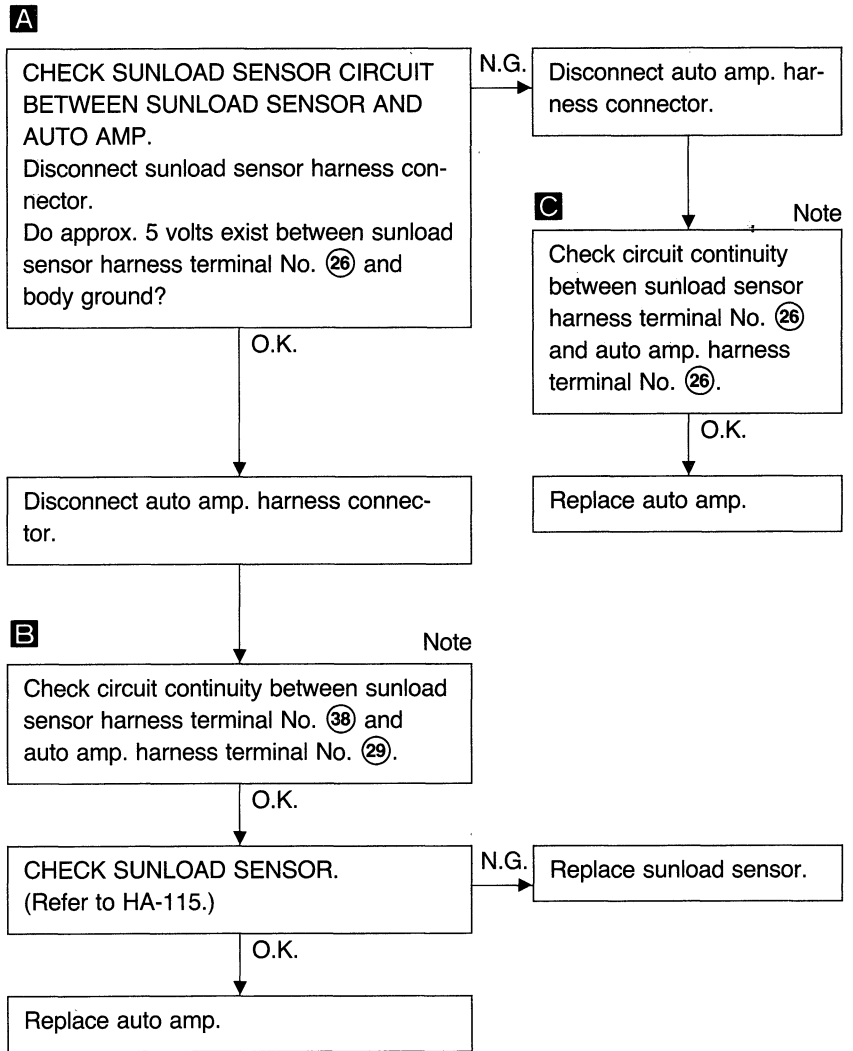 A
CHECK SUNLOAD SENSOR CIRCUIT
BETWEEN SUNLOAD SENSOR AND
AUTO AMP.
Disconnect sunload sensor harness con-
nector.
Do approx. 5 volts exist between sunload
sensor harness terminal No. 26 and
body ground?
N.G.
Disconnect auto amp. har-
ness connector.
C
Note
Check circuit continuity
between sunload sensor
harness terminal No. 26
and auto amp. harness
terminal No. 26.
O.K.
Replace auto amp.
O.K.
Disconnect auto amp. harness connec-
tor.
B
Note
Check circuit continuity between sunload
sensor harness terminal No. 38 and
auto amp. harness terminal No. 29.
O.K.
CHECK SUNLOAD SENSOR.
(Refer to HA-115.)
N.G.
Replace sunload sensor.
O.K.
Replace auto amp.